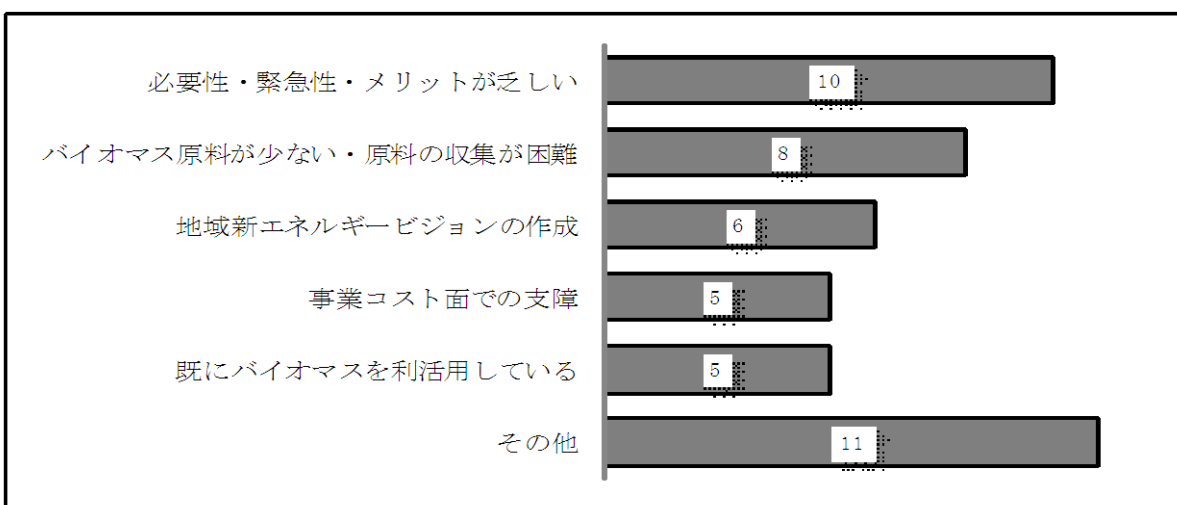 必要性・緊急性・メリットが乏しい
10
バイオマス原料が少ない・原料の収集が困難
8
地域新エネルギービジョンの作成
6
事業コスト面での支障
5
既にバイオマスを利活用している
5
その他
11